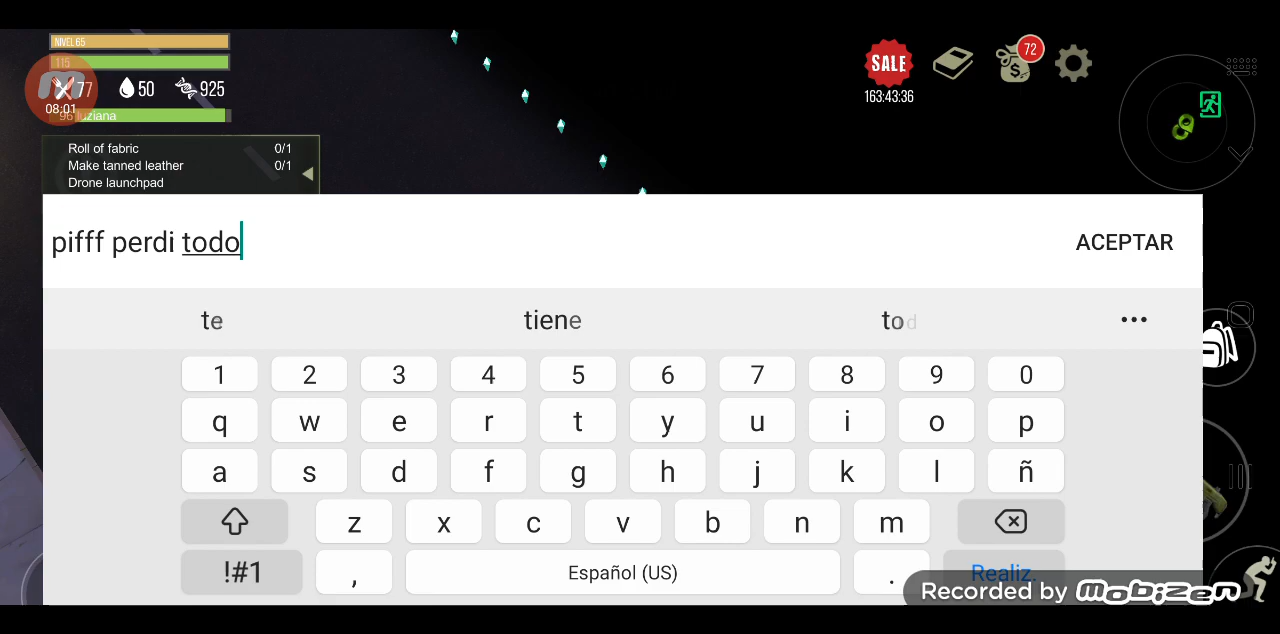 NIVEL 65
115
77 50 925
08:01
96 luziana
SALE
72
163:43:36
Roll of fabric 0/1
Make tanned leather 0/1
Drone launchpad
pifff perdi todo
ACEPTAR
te tiene tod
1 2 3 4 5 6 7 8 9 0
q w e r t y u i o p
a s d f g h j k l ñ
z x c v b n m
!#1 , Español (US) . Realiz.
Recorded by mobizen